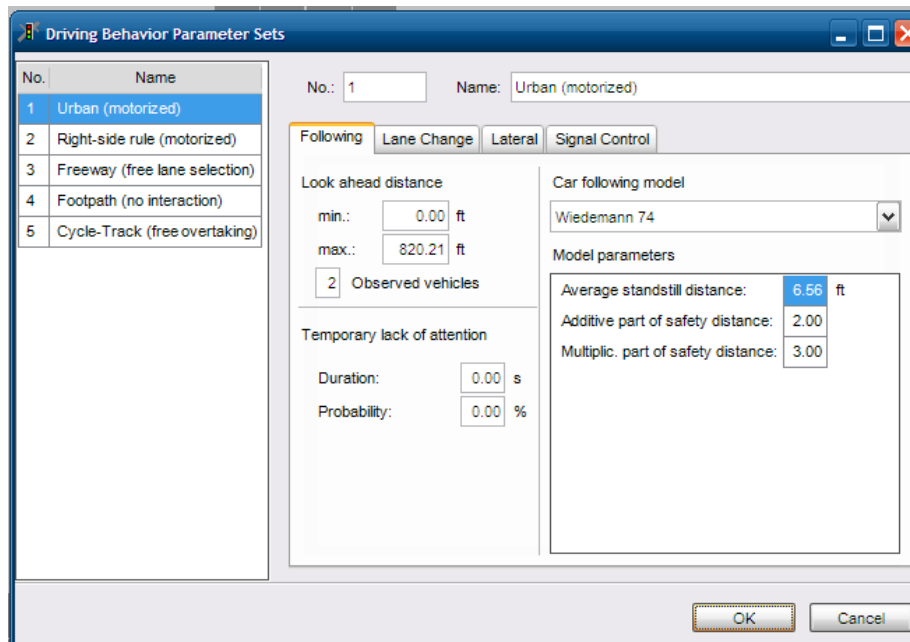 Driving Behavior Parameter Sets
No. Name
1 Urban (motorized)
2 Right-side rule (motorized)
3 Freeway (free lane selection)
4 Footpath (no interaction)
5 Cycle-Track (free overtaking)
No.: 1 Name: Urban (motorized)
Following Lane Change Lateral Signal Control
Look ahead distance
min.: 0.00 ft
max.: 820.21 ft
2 Observed vehicles
Temporary lack of attention
Duration: 0.00 s
Probability: 0.00 %
Car following model
Wiedemann 74
Model parameters
Average standstill distance: 6.56 ft
Additive part of safety distance: 2.00
Multiplic. part of safety distance: 3.00
OK Cancel